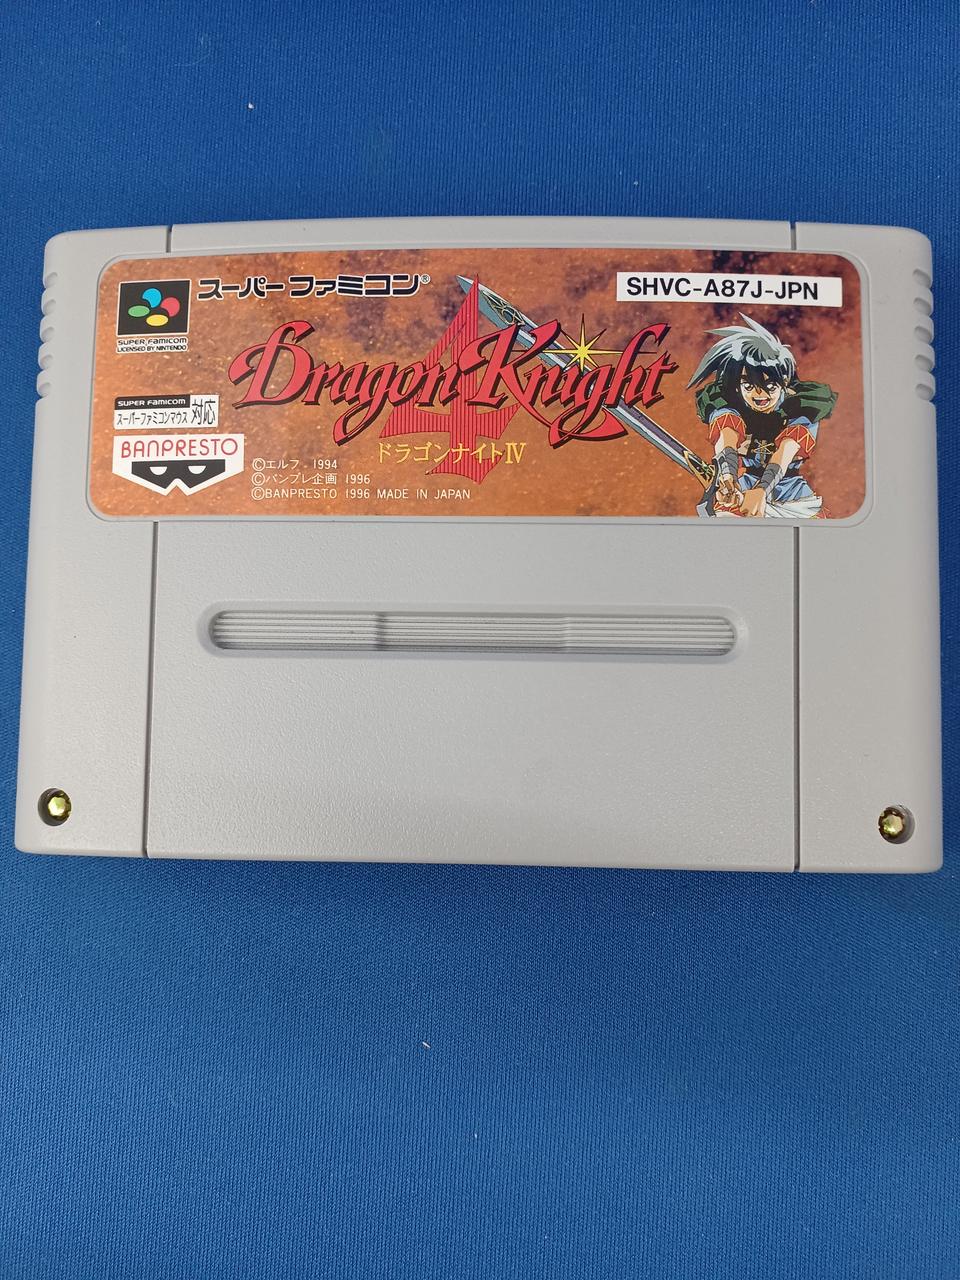 スーパーファミコン®
SHVC-A87J-JPN
SUPER FAMICOM
LICENSED BY NINTENDO
Dragon Knight
4
ドラゴンナイトⅣ
SUPER FAMICOM
スーパーファミコンマウス対応
BANPRESTO
©エルフ 1994
©バンプレ企画 1996
©BANPRESTO 1996 MADE IN JAPAN